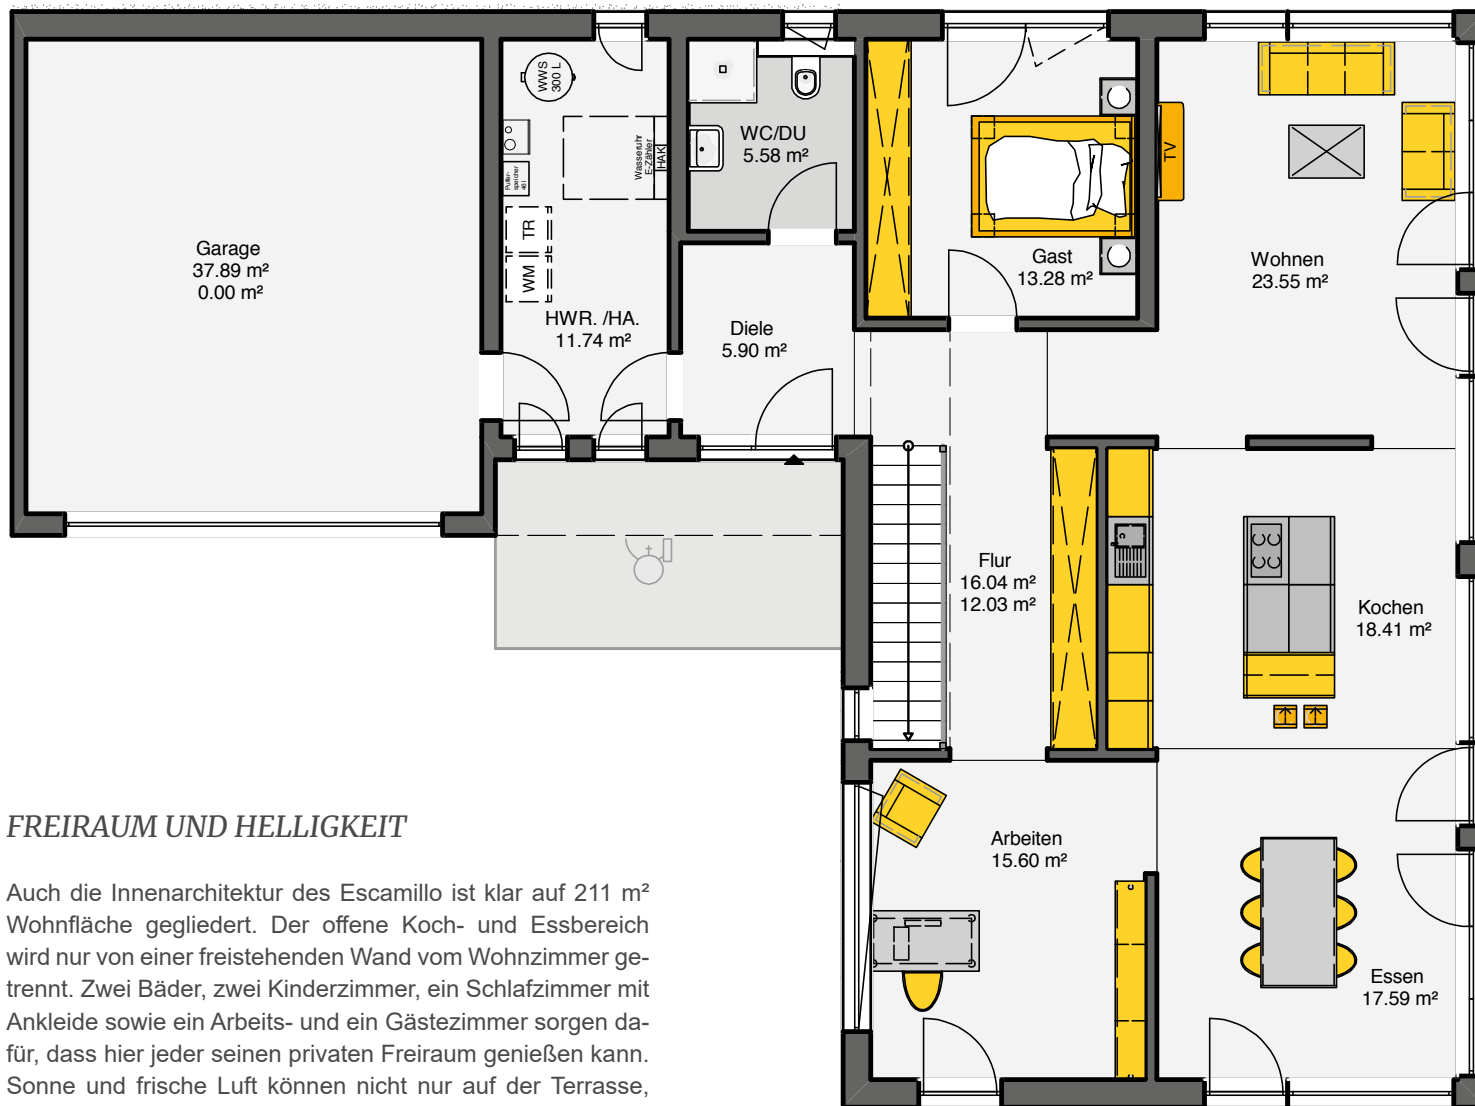 Garage
37.89 m²
0.00 m²
WWS
300 L
Puffer-
speicher
46 l
TR
WM
HWR. /HA.
11.74 m²
Wasseruhr
E-Zähler
HAK
WC/DU
5.58 m²
Diele
5.90 m²
Gast
13.28 m²
TV
Wohnen
23.55 m²
Flur
16.04 m²
12.03 m²
Kochen
18.41 m²
Arbeiten
15.60 m²
Essen
17.59 m²
FREIRAUM UND HELLIGKEIT
Auch die Innenarchitektur des Escamillo ist klar auf 211 m²
Wohnfläche gegliedert. Der offene Koch- und Essbereich
wird nur von einer freistehenden Wand vom Wohnzimmer ge-
trennt. Zwei Bäder, zwei Kinderzimmer, ein Schlafzimmer mit
Ankleide sowie ein Arbeits- und ein Gästezimmer sorgen da-
für, dass hier jeder seinen privaten Freiraum genießen kann.
Sonne und frische Luft können nicht nur auf der Terrasse,